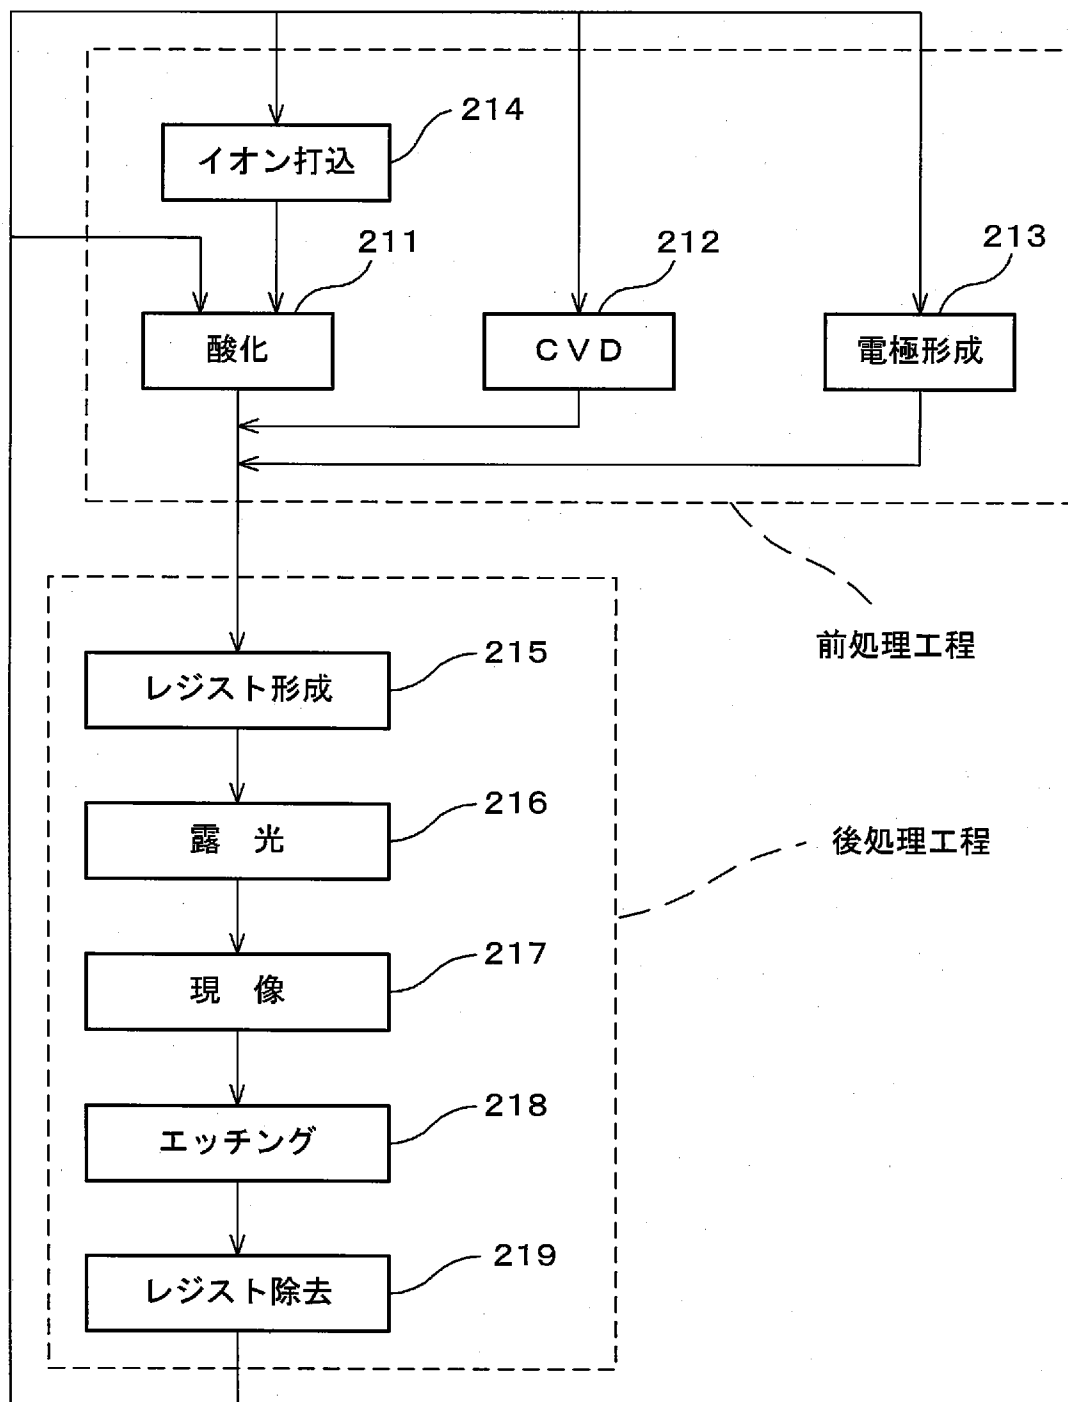 214
イオン打込
211
212
213
酸化
CVD
電極形成
前処理工程
215
レジスト形成
216
露 光
後処理工程
217
現 像
218
エッチング
219
レジスト除去